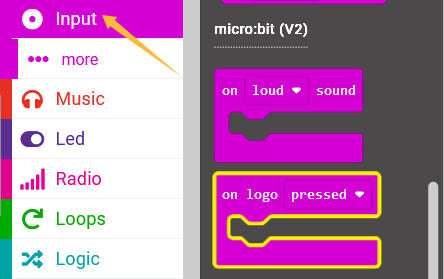 Input
more
Music
Led
Radio
Loops
Logic
micro:bit (V2)
on loud sound
on logo pressed